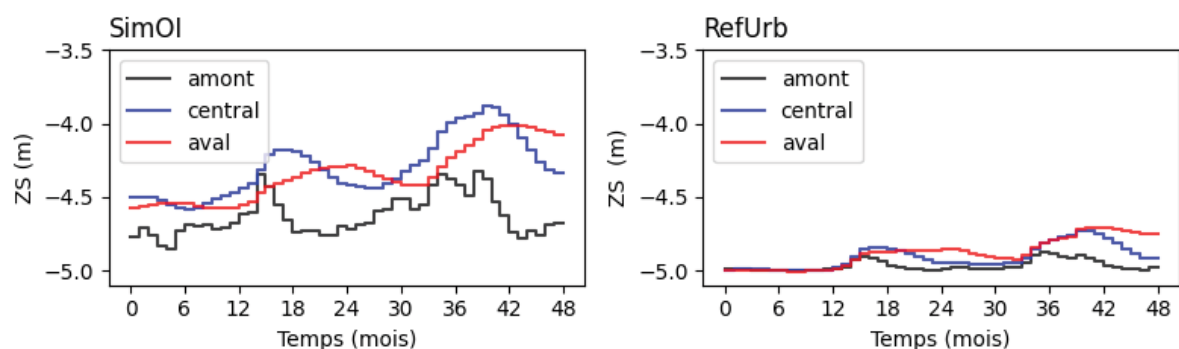 SimOI
ZS (m)
−3.5
−4.0
−4.5
−5.0
amont
central
aval
0 6 12 18 24 30 36 42 48
Temps (mois)
RefUrb
ZS (m)
−3.5
−4.0
−4.5
−5.0
amont
central
aval
0 6 12 18 24 30 36 42 48
Temps (mois)